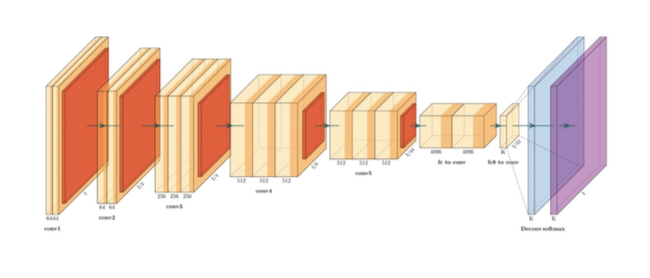 64 64
I
conv1
64 64
I/2
conv2
256 256 256
I/4
conv3
512 512 512
I/8
conv4
512 512 512
I/16
conv5
4096 4096
fc to conv
K
I/32
fc8 to conv
K
Deconv
K
I
softmax